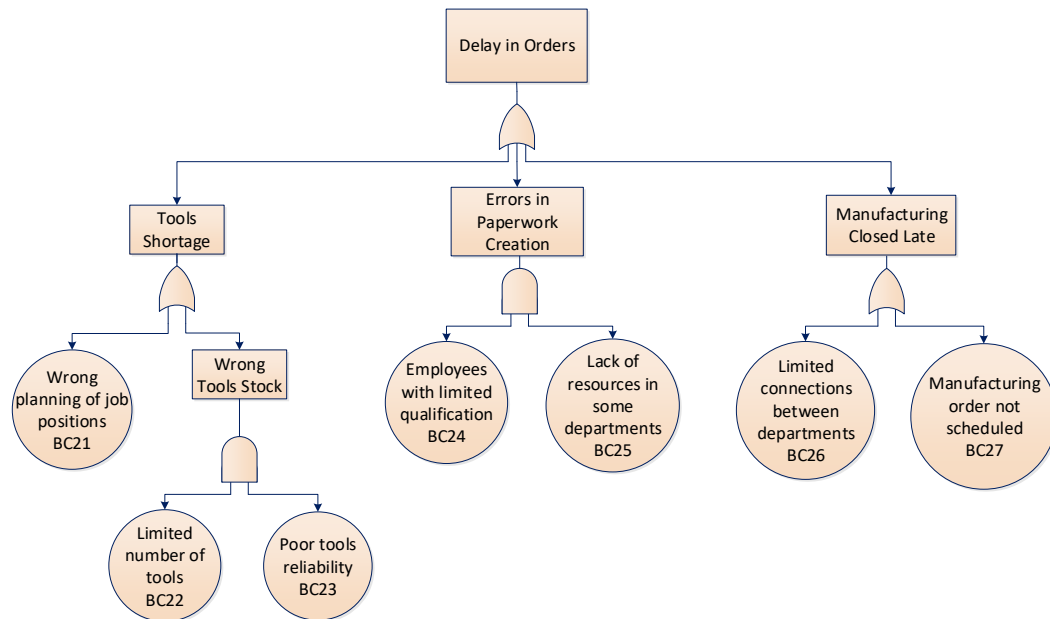 Delay in Orders
Tools
Shortage
Errors in
Paperwork
Creation
Manufacturing
Closed Late
Wrong
planning of job
positions
BC21
Wrong
Tools Stock
Employees
with limited
qualification
BC24
Lack of
resources in
some
departments
BC25
Limited
connections
between
departments
BC26
Manufacturing
order not
scheduled
BC27
Limited
number of
tools
BC22
Poor tools
reliability
BC23